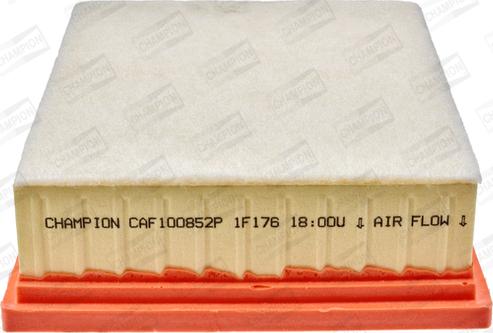 CHAMPION CAF100852P 1F176 18:00U ⇩ AIR FLOW ⇩